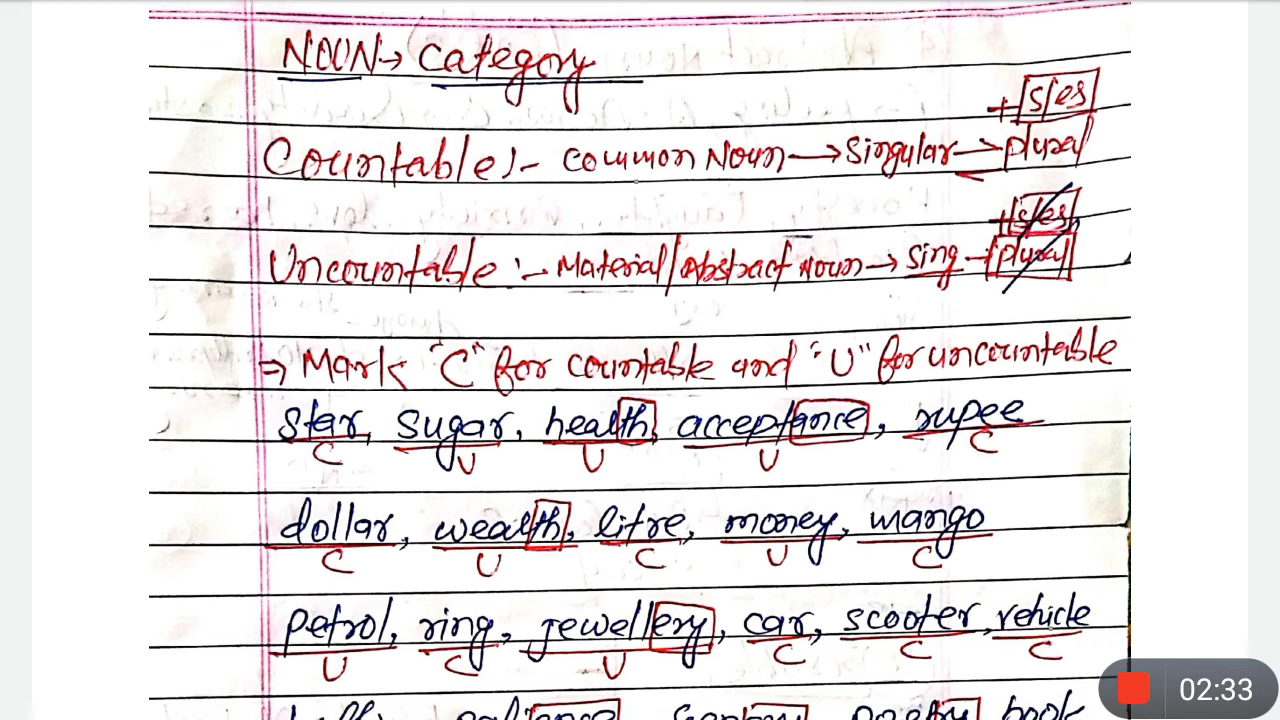 NOUN→ Category
+ s/es
Countable:- Common Noun → Singular → plural
+ s/es
Uncountable :- Material/Abstract Noun → sing → plural
⇒ Mark "C" for countable and "U" for uncountable
star, sugar, health, acceptance, rupee
C U U U C
dollar, wealth, litre, money, mango
C U C U C
petrol, ring, jewellery, car, scooter, vehicle
U C U C C C
book
02:33